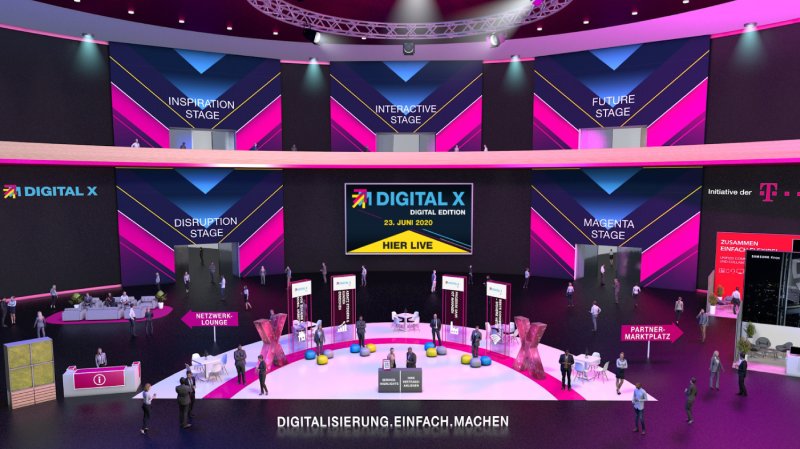 INSPIRATION
STAGE
INTERACTIVE
STAGE
FUTURE
STAGE
DIGITAL X
DISRUPTION
STAGE
DIGITAL X
DIGITAL EDITION
23. JUNI 2020
HIER LIVE
MAGENTA
STAGE
Initiative der
T
ZUSAMMEN
NETZWERK-
LOUNGE
PARTNER-
MARKTPLATZ
DIGITALISIERUNG.EINFACH.MACHEN